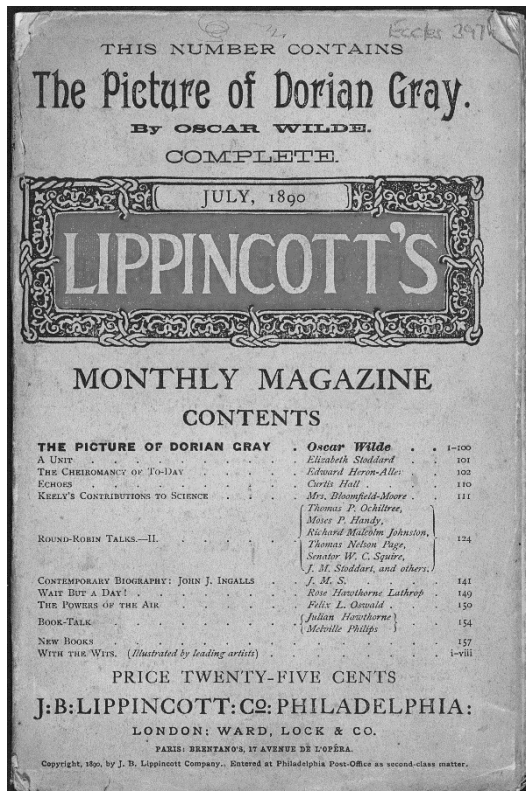 Eccles 397
THIS NUMBER CONTAINS
The Picture of Dorian Gray.
By OSCAR WILDE.
COMPLETE.
JULY, 1890
LIPPINCOTT'S
MONTHLY MAGAZINE
CONTENTS
THE PICTURE OF DORIAN GRAY . Oscar Wilde . . 1-100
A Unit . . . . . . . . Elizabeth Stoddard . . 101
The Cheiromancy of To-Day . . . . Edward Heron-Allen . 102
Echoes . . . . . . . . Curtis Hall . . . 110
Keely's Contributions to Science . . . Mrs. Bloomfield-Moore . . 111
Round-Robin Talks.—II. . . . . . { Thomas P. Ochiltree,
Moses P. Handy,
Richard Malcolm Johnston,
Thomas Nelson Page,
Senator W. C. Squire,
J. M. Stoddart, and others. } 124
Contemporary Biography: John J. Ingalls . J. M. S. . . . . 141
Wait But a Day! . . . . . . Rose Hawthorne Lathrop . 149
The Powers of the Air . . . . . Felix L. Oswald . . 150
Book-Talk . . . . . . . { Julian Hawthorne
Melville Philips } . . 154
New Books . . . . . . . . . . . 157
With the Wits. (Illustrated by leading artists) . . . . . . i-viii
PRICE TWENTY-FIVE CENTS
J:B:LIPPINCOTT:Co:PHILADELPHIA:
LONDON: WARD, LOCK & CO.
PARIS: BRENTANO'S, 17 AVENUE DE L'OPÉRA.
Copyright, 1890, by J. B. Lippincott Company.. Entered at Philadelphia Post-Office as second-class matter.